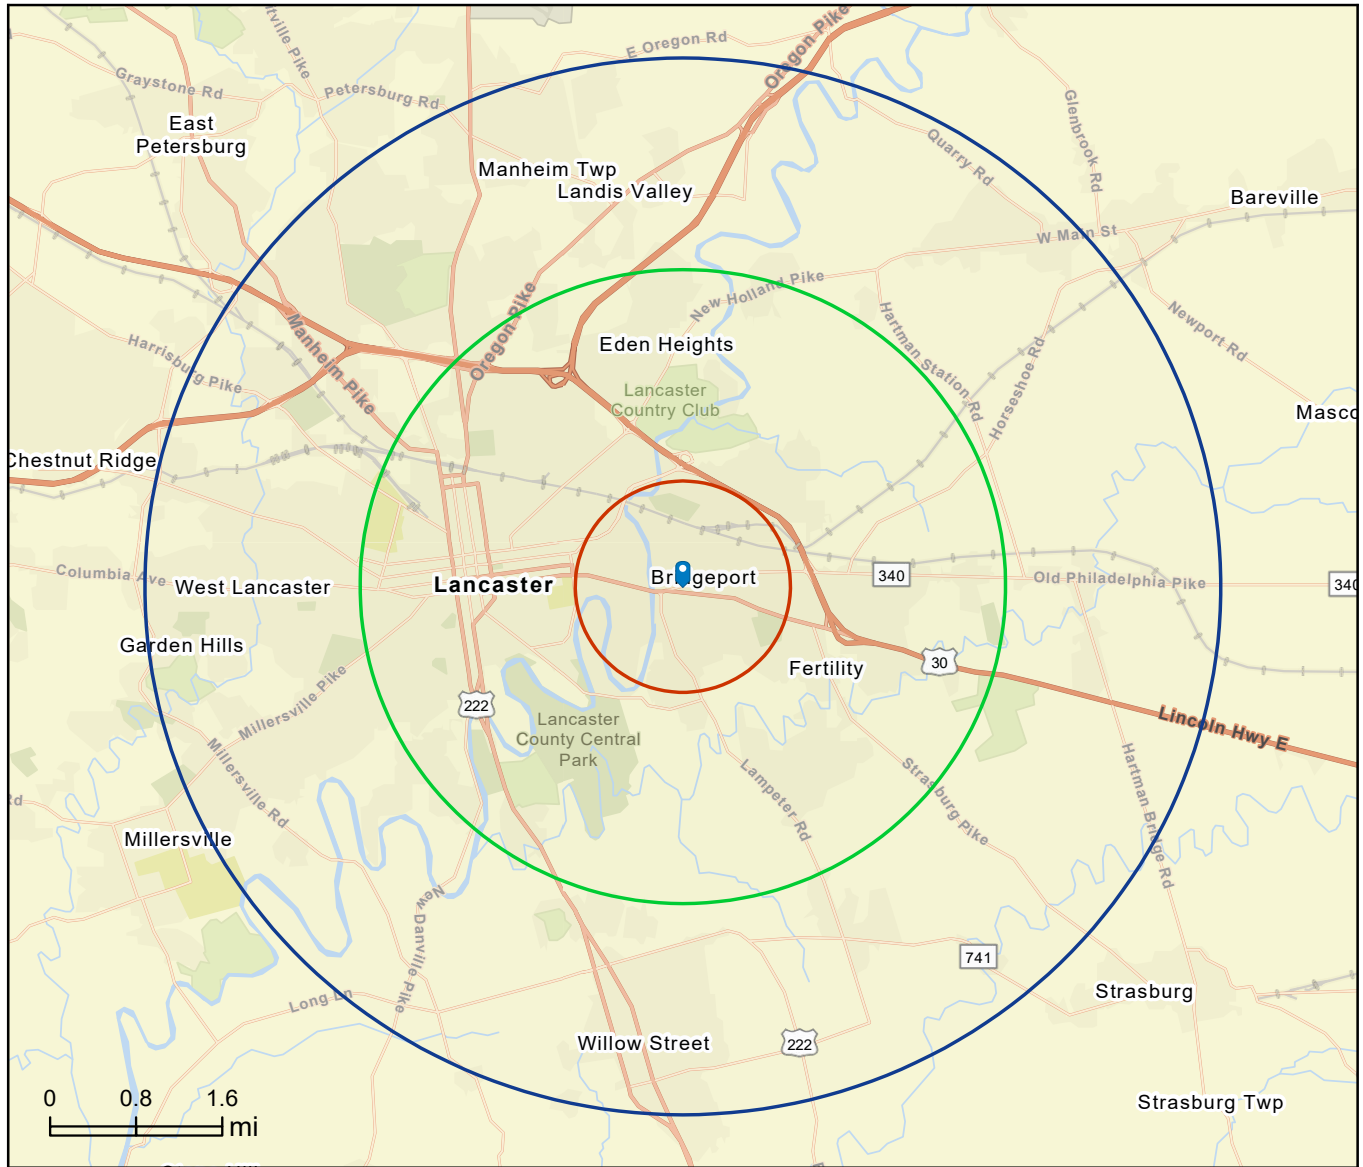 Oregon Pike
E Oregon Rd
Graystone Rd
Petersburg Rd
Glenbrook Rd
East
Petersburg
Quarry Rd
Manheim Twp
Landis Valley
Bareville
W Main St
New Holland Pike
Oregon Pike
Hartman Station Rd
Newport Rd
Manheim Pike
Harrisburg Pike
Eden Heights
Horseshoe Rd
Lancaster
Country Club
Masco
Chestnut Ridge
Columbia Ave
West Lancaster
Lancaster
Bridgeport
340
Old Philadelphia Pike
340
Garden Hills
Fertility
30
Millersville Pike
222
Lancaster
County Central
Park
Lincoln Hwy E
Millersville Rd
Lampeter Rd
Strasburg Pike
Hartman Bridge Rd
Rd
Millersville
New Danville Pike
741
Long Ln
Strasburg
Willow Street
222
0 0.8 1.6
mi
Strasburg Twp